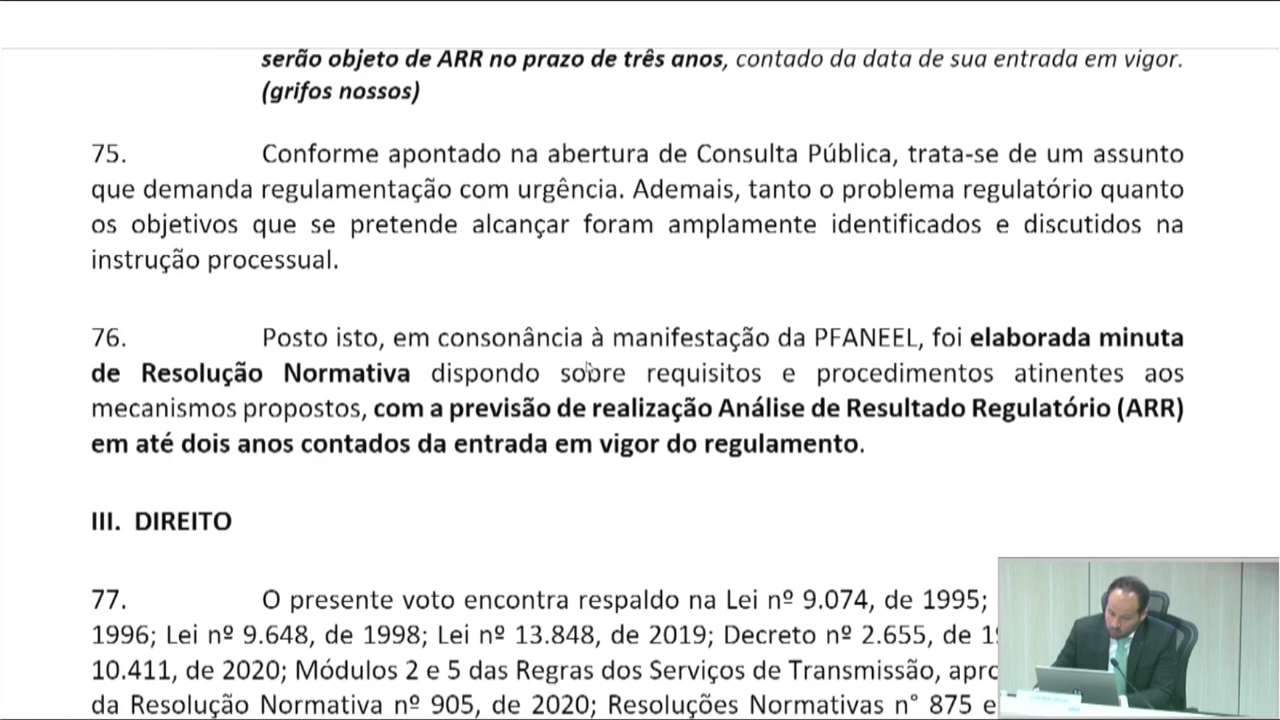 serão objeto de ARR no prazo de três anos, contado da data de sua entrada em vigor.
(grifos nossos)
75. Conforme apontado na abertura de Consulta Pública, trata-se de um assunto
que demanda regulamentação com urgência. Ademais, tanto o problema regulatório quanto
os objetivos que se pretende alcançar foram amplamente identificados e discutidos na
instrução processual.
76. Posto isto, em consonância à manifestação da PFANEEL, foi elaborada minuta
de Resolução Normativa dispondo sobre requisitos e procedimentos atinentes aos
mecanismos propostos, com a previsão de realização Análise de Resultado Regulatório (ARR)
em até dois anos contados da entrada em vigor do regulamento.
III. DIREITO
77. O presente voto encontra respaldo na Lei nº 9.074, de 1995;
1996; Lei nº 9.648, de 1998; Lei nº 13.848, de 2019; Decreto nº 2.655, de
10.411, de 2020; Módulos 2 e 5 das Regras dos Serviços de Transmissão,
da Resolução Normativa nº 905, de 2020; Resoluções Normativas n° 875 e